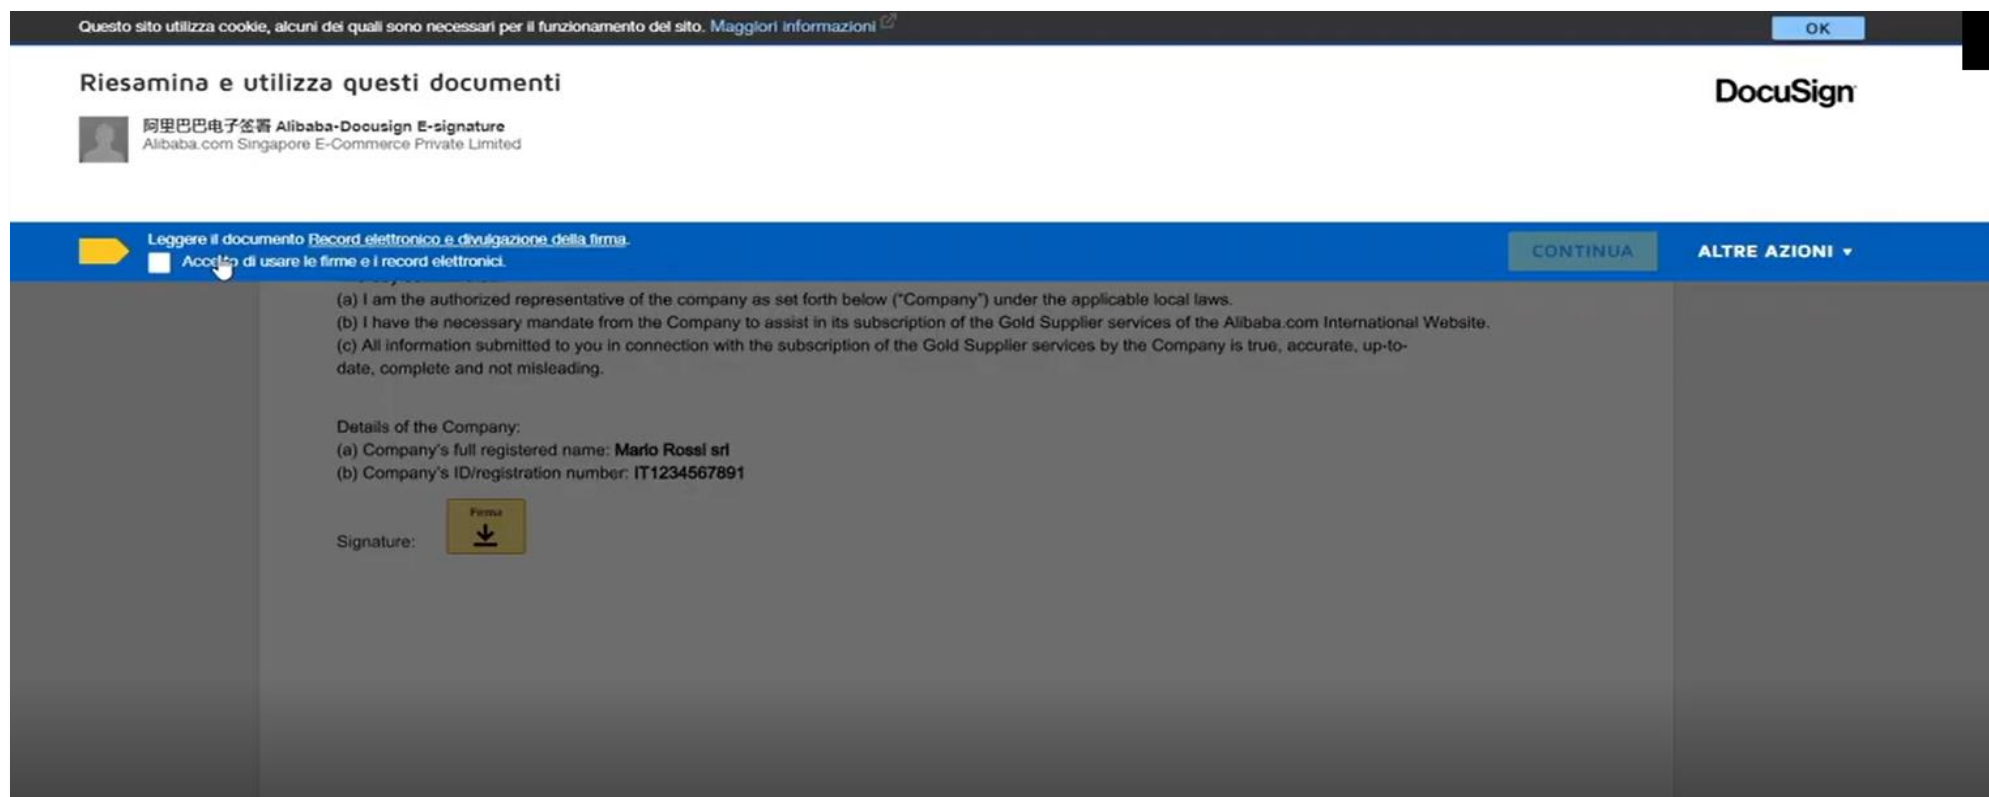 Questo sito utilizza cookie, alcuni dei quali sono necessari per il funzionamento del sito. Maggiori informazioni
OK
Riesamina e utilizza questi documenti
DocuSign
阿里巴巴电子签署 Alibaba-Docusign E-signature
Alibaba.com Singapore E-Commerce Private Limited
Leggere il documento Record elettronico e divulgazione della firma.
Accetto di usare le firme e i record elettronici.
CONTINUA
ALTRE AZIONI
(a) I am the authorized representative of the company as set forth below ("Company") under the applicable local laws.
(b) I have the necessary mandate from the Company to assist in its subscription of the Gold Supplier services of the Alibaba.com International Website.
(c) All information submitted to you in connection with the subscription of the Gold Supplier services by the Company is true, accurate, up-to-
date, complete and not misleading.
Details of the Company:
(a) Company's full registered name: Mario Rossi srl
(b) Company's ID/registration number: IT1234567891
Firma
Signature: